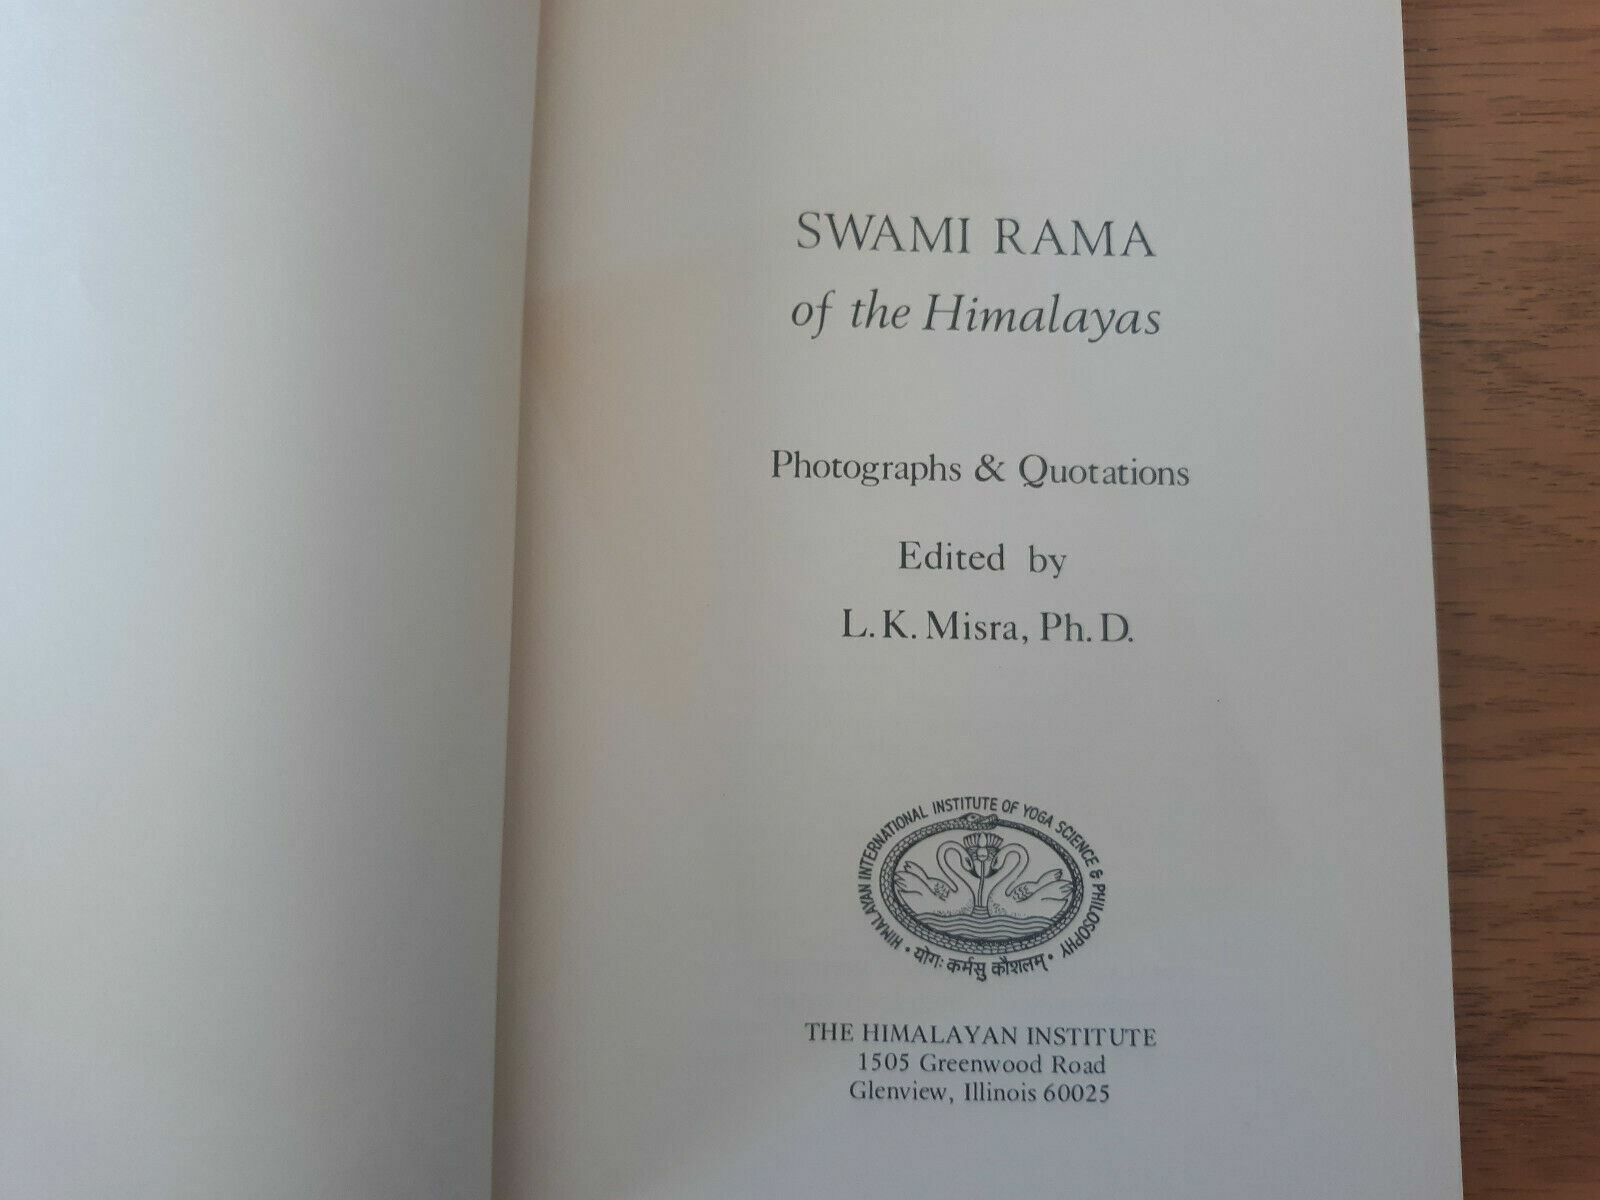 SWAMI RAMA
of the Himalayas
Photographs & Quotations
Edited by
L. K. Misra, Ph. D.
HIMALAYAN INTERNATIONAL INSTITUTE OF YOGA SCIENCE & PHILOSOPHY
• योगः कर्मसु कौशलम् •
THE HIMALAYAN INSTITUTE
1505 Greenwood Road
Glenview, Illinois 60025